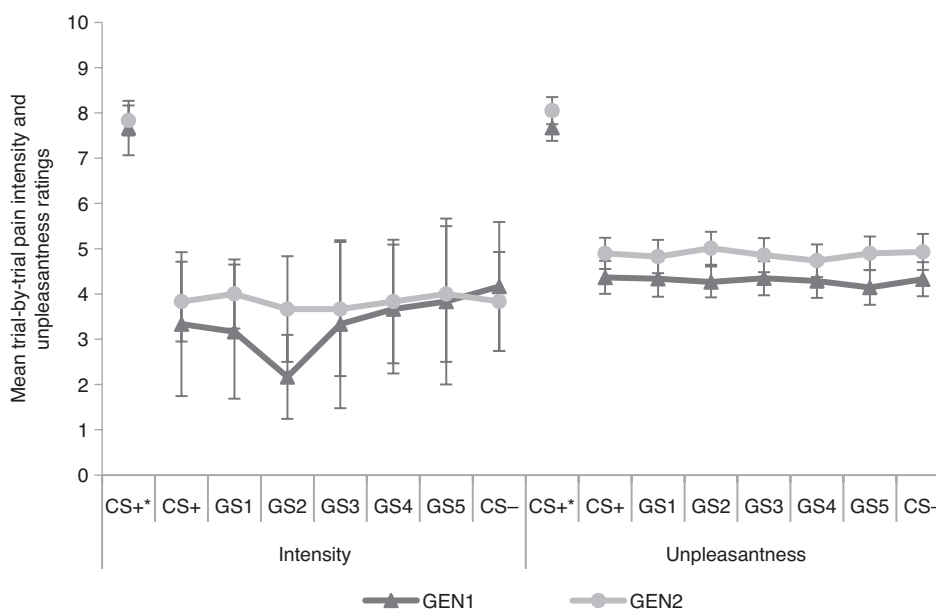 Mean trial-by-trial pain intensity and
unpleasantness ratings
10
9
8
7
6
5
4
3
2
1
0
CS+* CS+ GS1 GS2 GS3 GS4 GS5 CS– CS+* CS+ GS1 GS2 GS3 GS4 GS5 CS–
Intensity Unpleasantness
GEN1 GEN2